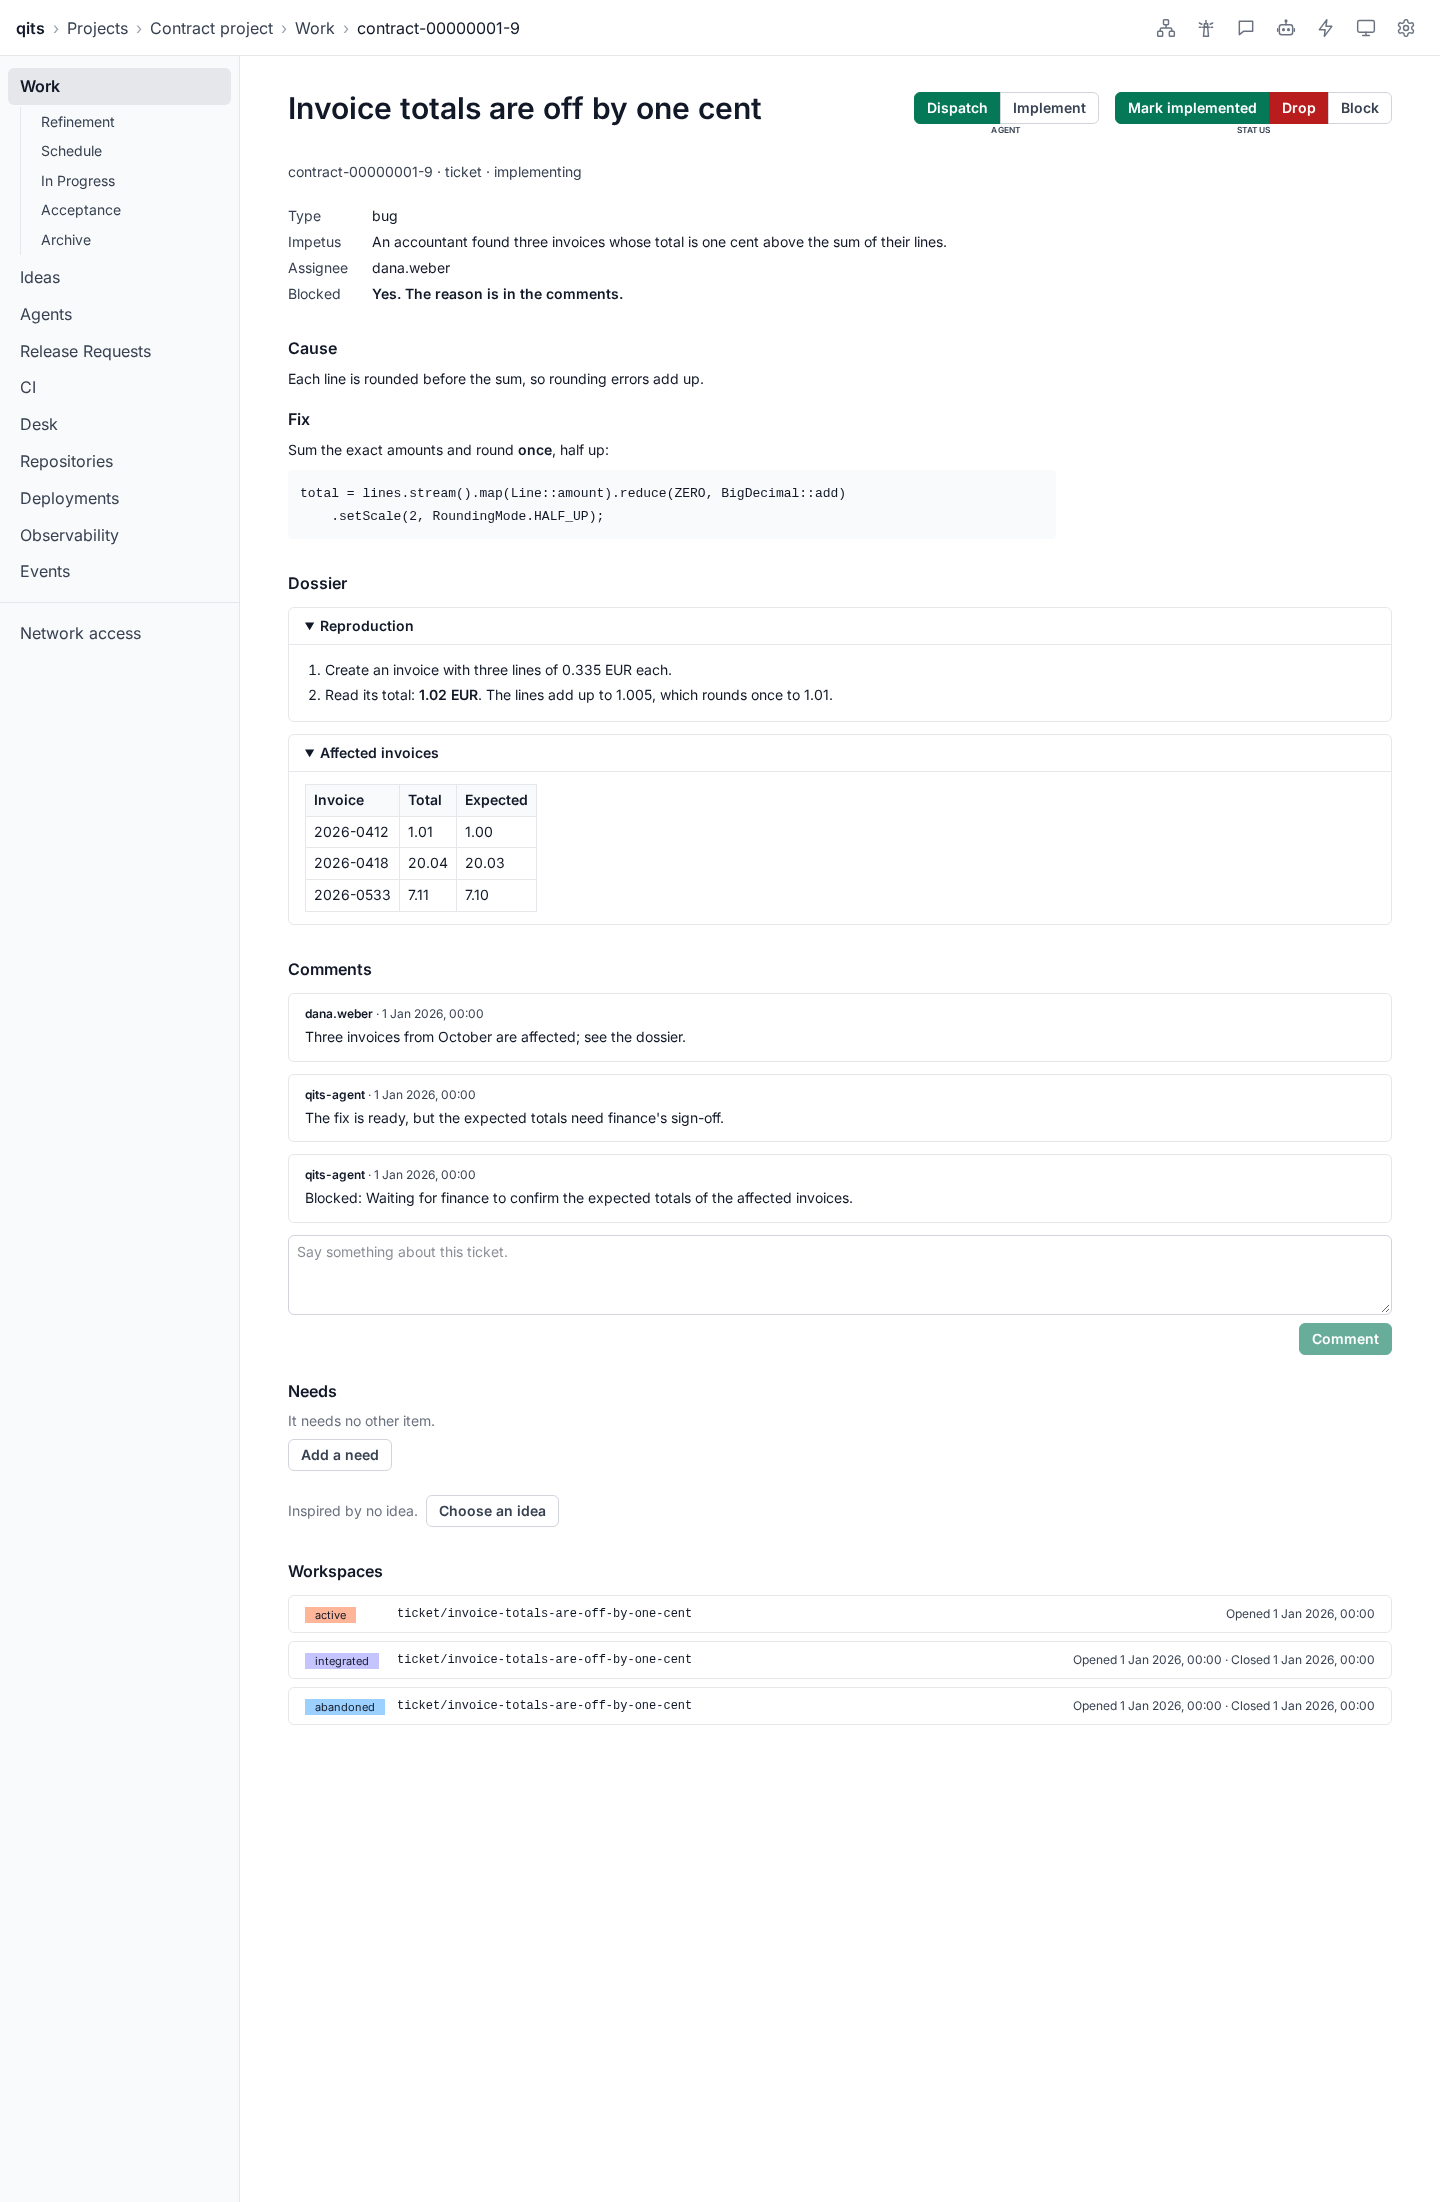 qits › Projects › Contract project › Work › contract-00000001-9
Work
Refinement
Schedule
In Progress
Acceptance
Archive
Ideas
Agents
Release Requests
CI
Desk
Repositories
Deployments
Observability
Events
Network access
Invoice totals are off by one cent
Dispatch Implement
AGENT
Mark implemented Drop Block
STATUS
contract-00000001-9 · ticket · implementing
Type bug
Impetus An accountant found three invoices whose total is one cent above the sum of their lines.
Assignee dana.weber
Blocked Yes. The reason is in the comments.
Cause
Each line is rounded before the sum, so rounding errors add up.
Fix
Sum the exact amounts and round once, half up:
total = lines.stream().map(Line::amount).reduce(ZERO, BigDecimal::add)
.setScale(2, RoundingMode.HALF_UP);
Dossier
▼ Reproduction
1. Create an invoice with three lines of 0.335 EUR each.
2. Read its total: 1.02 EUR. The lines add up to 1.005, which rounds once to 1.01.
▼ Affected invoices
Invoice Total Expected
2026-0412 1.01 1.00
2026-0418 20.04 20.03
2026-0533 7.11 7.10
Comments
dana.weber · 1 Jan 2026, 00:00
Three invoices from October are affected; see the dossier.
qits-agent · 1 Jan 2026, 00:00
The fix is ready, but the expected totals need finance's sign-off.
qits-agent · 1 Jan 2026, 00:00
Blocked: Waiting for finance to confirm the expected totals of the affected invoices.
Say something about this ticket.
Comment
Needs
It needs no other item.
Add a need
Inspired by no idea. Choose an idea
Workspaces
active ticket/invoice-totals-are-off-by-one-cent Opened 1 Jan 2026, 00:00
integrated ticket/invoice-totals-are-off-by-one-cent Opened 1 Jan 2026, 00:00 · Closed 1 Jan 2026, 00:00
abandoned ticket/invoice-totals-are-off-by-one-cent Opened 1 Jan 2026, 00:00 · Closed 1 Jan 2026, 00:00